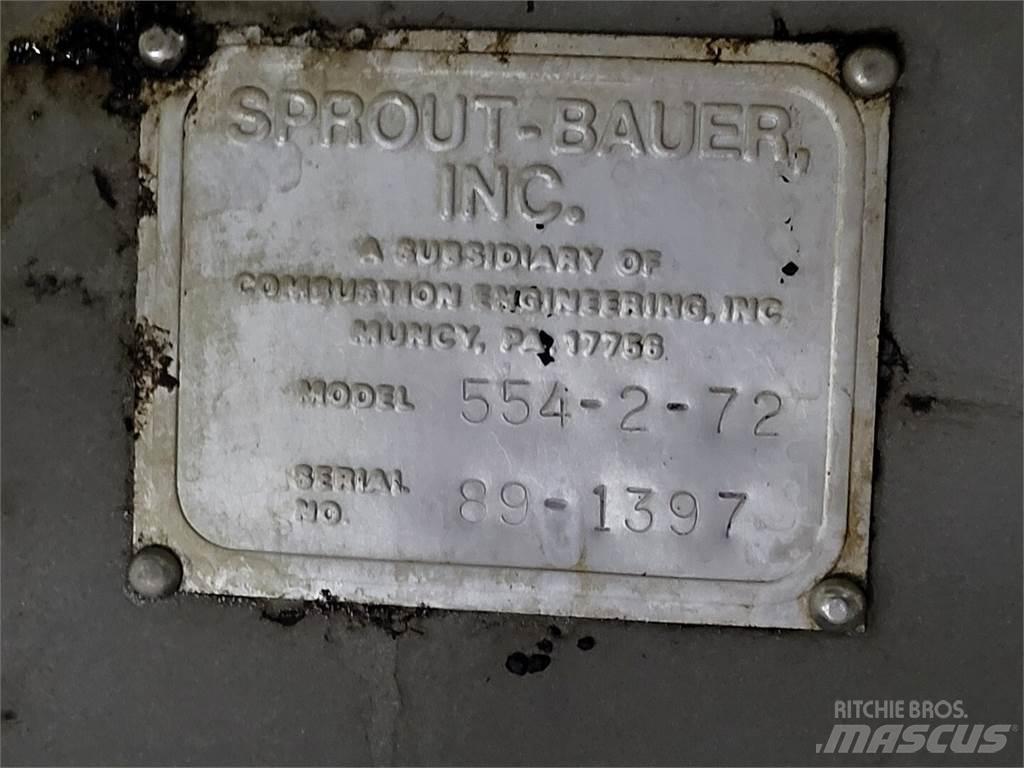 SPROUT-BAUER,
INC.
A SUBSIDIARY OF
COMBUSTION ENGINEERING, INC
MUNCY, PA 17756
MODEL 554-2-72
SERIAL
NO. 89-1397
RITCHIE BROS.
MASCUS